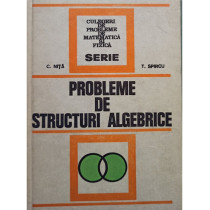 CULEGERI
DE
PROBLEME
DE
MATEMATICĂ
ȘI
FIZICĂ
SERIE
C. NIȚĂ T. SPIRCU
PROBLEME
DE
STRUCTURI ALGEBRICE